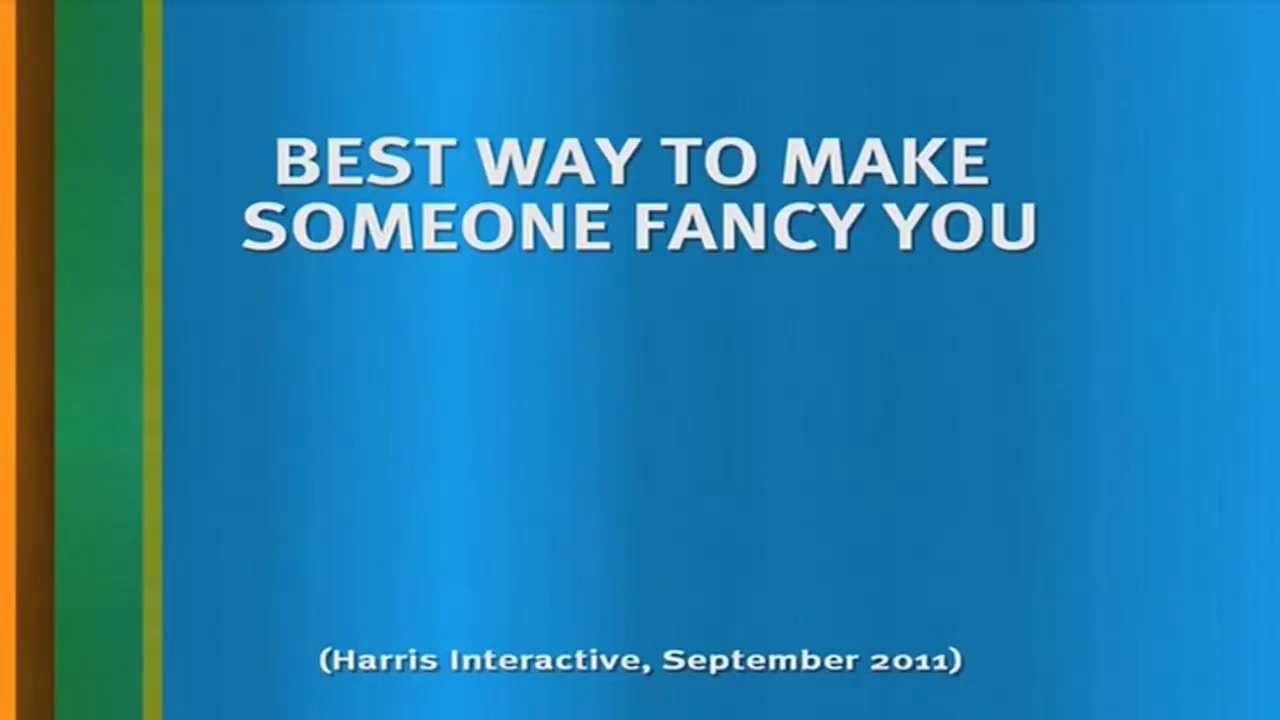 BEST WAY TO MAKE
SOMEONE FANCY YOU
(Harris Interactive, September 2011)